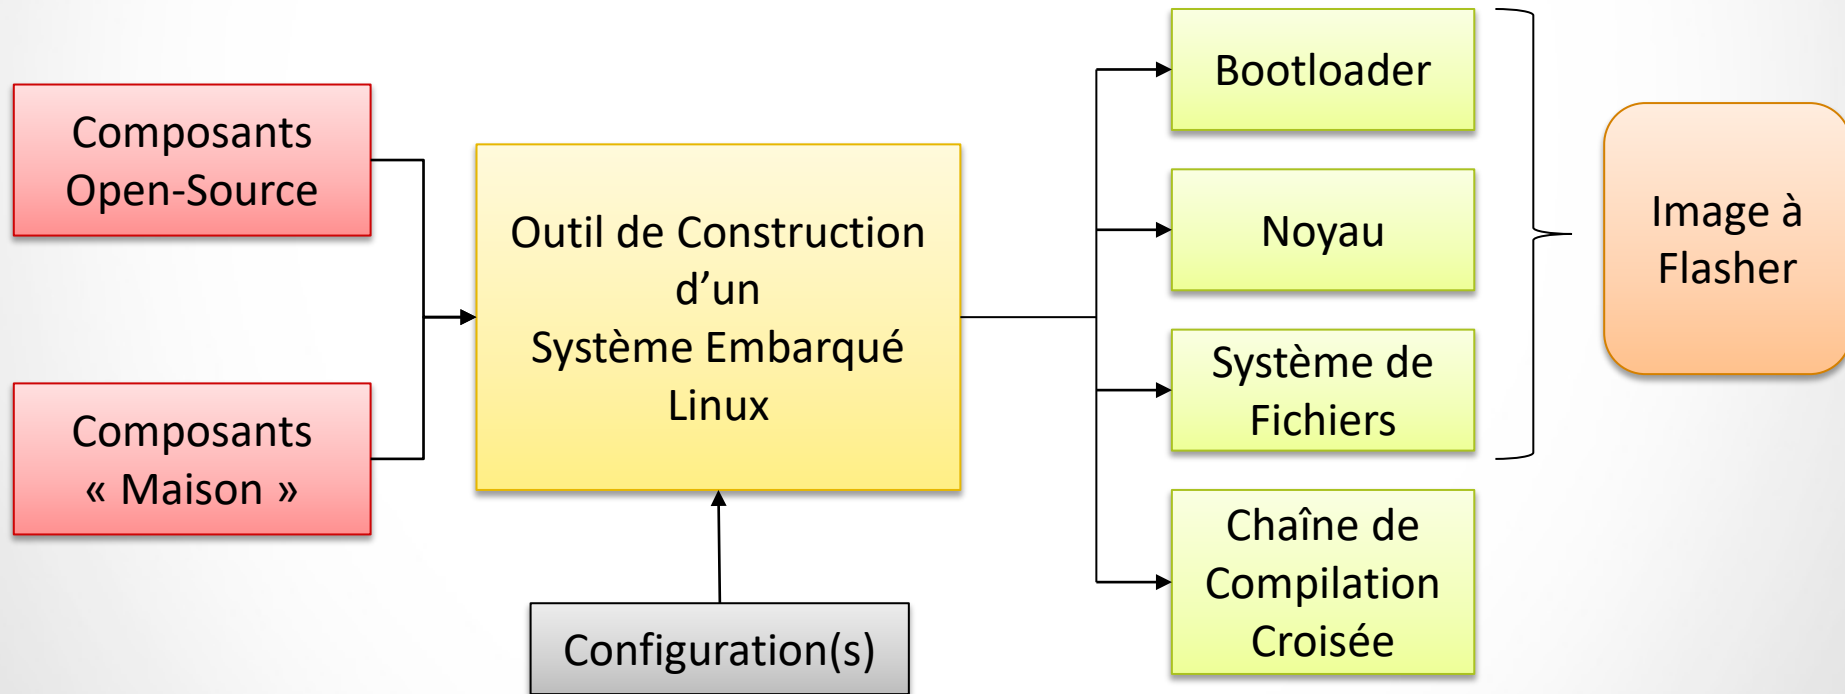 Composants
Open-Source
Composants
« Maison »
Outil de Construction
d’un
Système Embarqué
Linux
Configuration(s)
Bootloader
Noyau
Système de
Fichiers
Chaîne de
Compilation
Croisée
Image à
Flasher